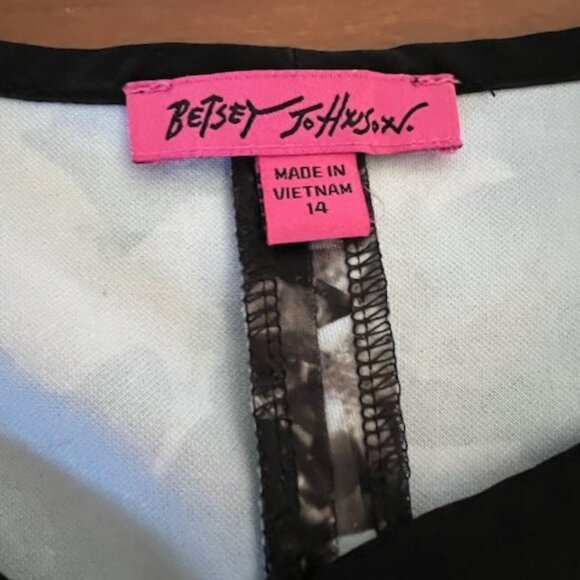 BETSEY JOHNSON.
MADE IN
VIETNAM
14